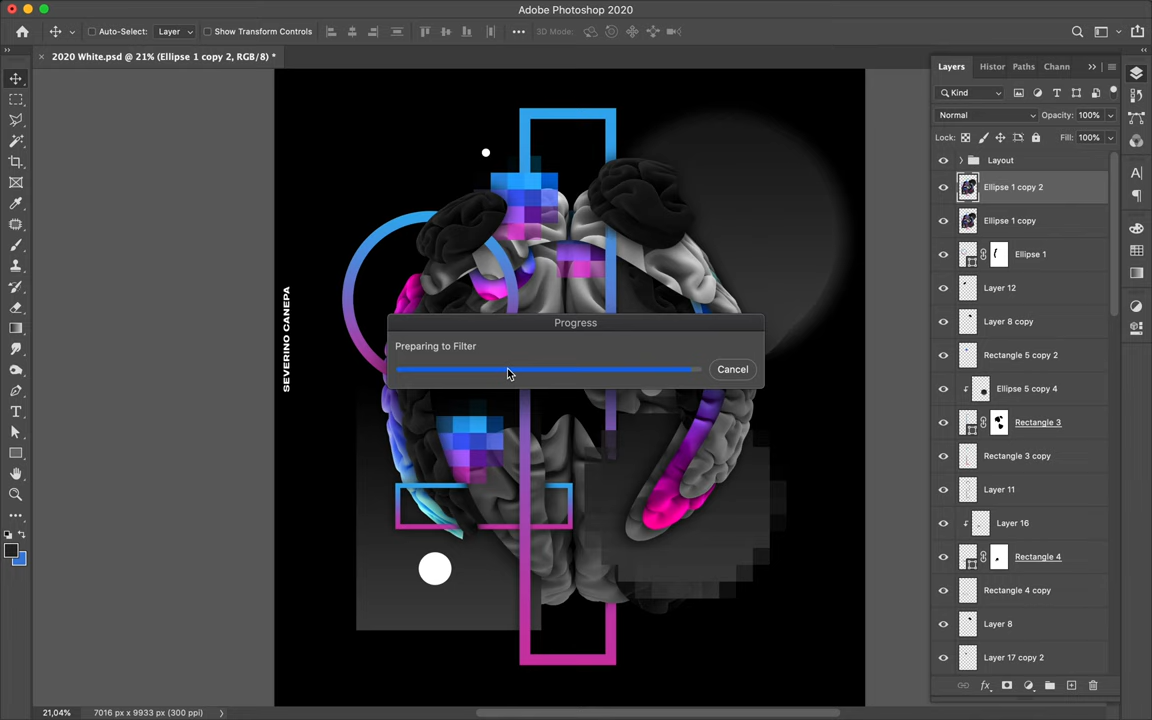 Adobe Photoshop 2020
Auto-Select:
Layer
Show Transform Controls
3D Mode:
2020 White.psd @ 21% (Ellipse 1 copy 2, RGB/8) *
Layers
Histor
Paths
Chann
Kind
Normal
Opacity: 100%
Lock:
Fill: 100%
Layout
Ellipse 1 copy 2
Ellipse 1 copy
Ellipse 1
Layer 12
Layer 8 copy
Rectangle 5 copy 2
Ellipse 5 copy 4
Rectangle 3
Rectangle 3 copy
Layer 11
Layer 16
Rectangle 4
Rectangle 4 copy
Layer 8
Layer 17 copy 2
SEVERINO CANEPA
Progress
Preparing to Filter
Cancel
21,04%
7016 px x 9933 px (300 ppi)